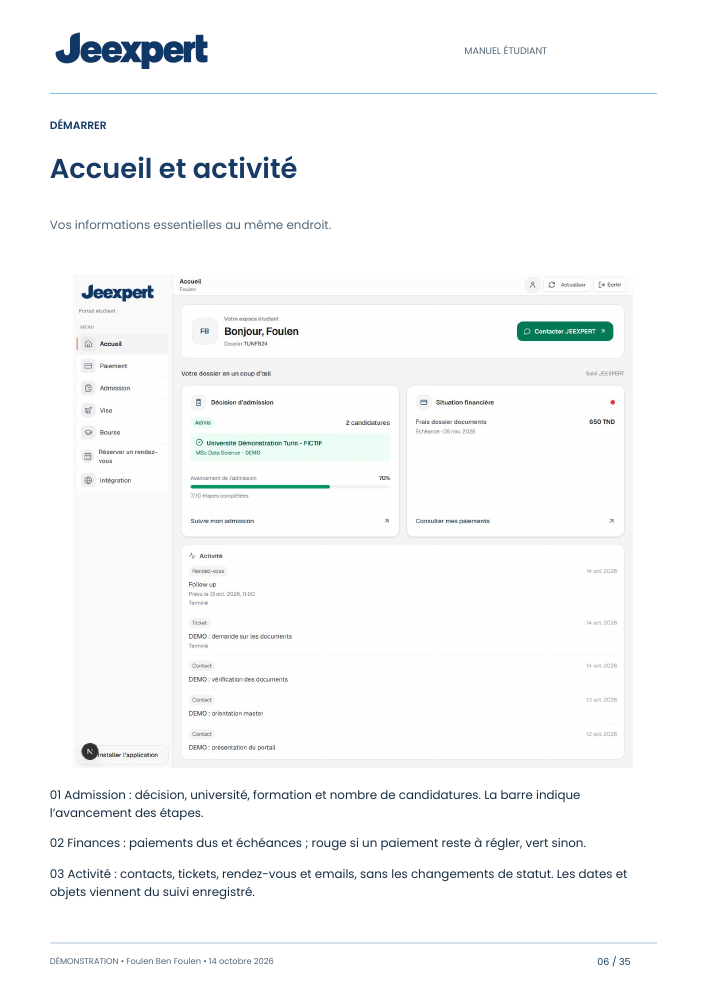 Jeexpert
MANUEL ÉTUDIANT
DÉMARRER
Accueil et activité
Vos informations essentielles au même endroit.
Jeexpert
Portail étudiant
MENU
Accueil
Paiement
Admission
Visa
Bourse
Réserver un rendez-
vous
Intégration
N
Installer l'application
Accueil
Foulen
Actualiser
Sortir
FB
Votre espace étudiant
Bonjour, Foulen
Dossier TUNFB24
Contacter JEEXPERT
Votre dossier en un coup d'œil
Suivi JEEXPERT
Décision d'admission
Admis
2 candidatures
Université Démonstration Turin - FICTIF
MSc Data Science - DEMO
Avancement de l'admission
70%
7/10 étapes complétées
Suivre mon admission
Situation financière
Frais dossier documents
650 TND
Échéance · 05 nov. 2026
Consulter mes paiements
Activité
Rendez-vous
14 oct. 2026
Follow up
Prévu le 13 oct. 2026, 11:00
Terminé
Ticket
14 oct. 2026
DEMO : demande sur les documents
Terminé
Contact
14 oct. 2026
DEMO : vérification des documents
Contact
13 oct. 2026
DEMO : orientation master
Contact
12 oct. 2026
DEMO : présentation du portail
01 Admission : décision, université, formation et nombre de candidatures. La barre indique
l’avancement des étapes.
02 Finances : paiements dus et échéances ; rouge si un paiement reste à régler, vert sinon.
03 Activité : contacts, tickets, rendez-vous et emails, sans les changements de statut. Les dates et
objets viennent du suivi enregistré.
DÉMONSTRATION • Foulen Ben Foulen • 14 octobre 2026
06 / 35